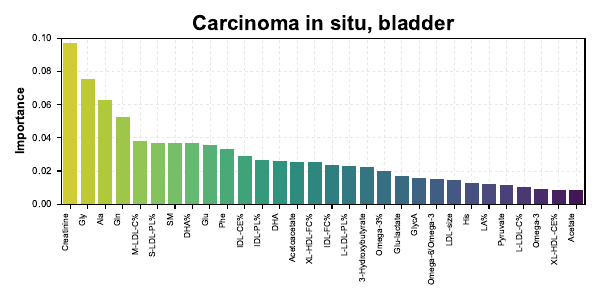 Carcinoma in situ, bladder
Importance
0.10
0.08
0.06
0.04
0.02
0.00
Creatinine
Gly
Ala
Gln
M-LDL-C%
S-LDL-PL%
SM
DHA%
Glu
Phe
IDL-CE%
IDL-PL%
DHA
Acetoacetate
XL-HDL-FC%
IDL-FC%
L-LDL-PL%
3-Hydroxybutyrate
Omega-3%
Glu-lactate
GlycA
Omega-6/Omega-3
LDL-size
His
LA%
Pyruvate
L-LDL-C%
Omega-3
XL-HDL-CE%
Acetate